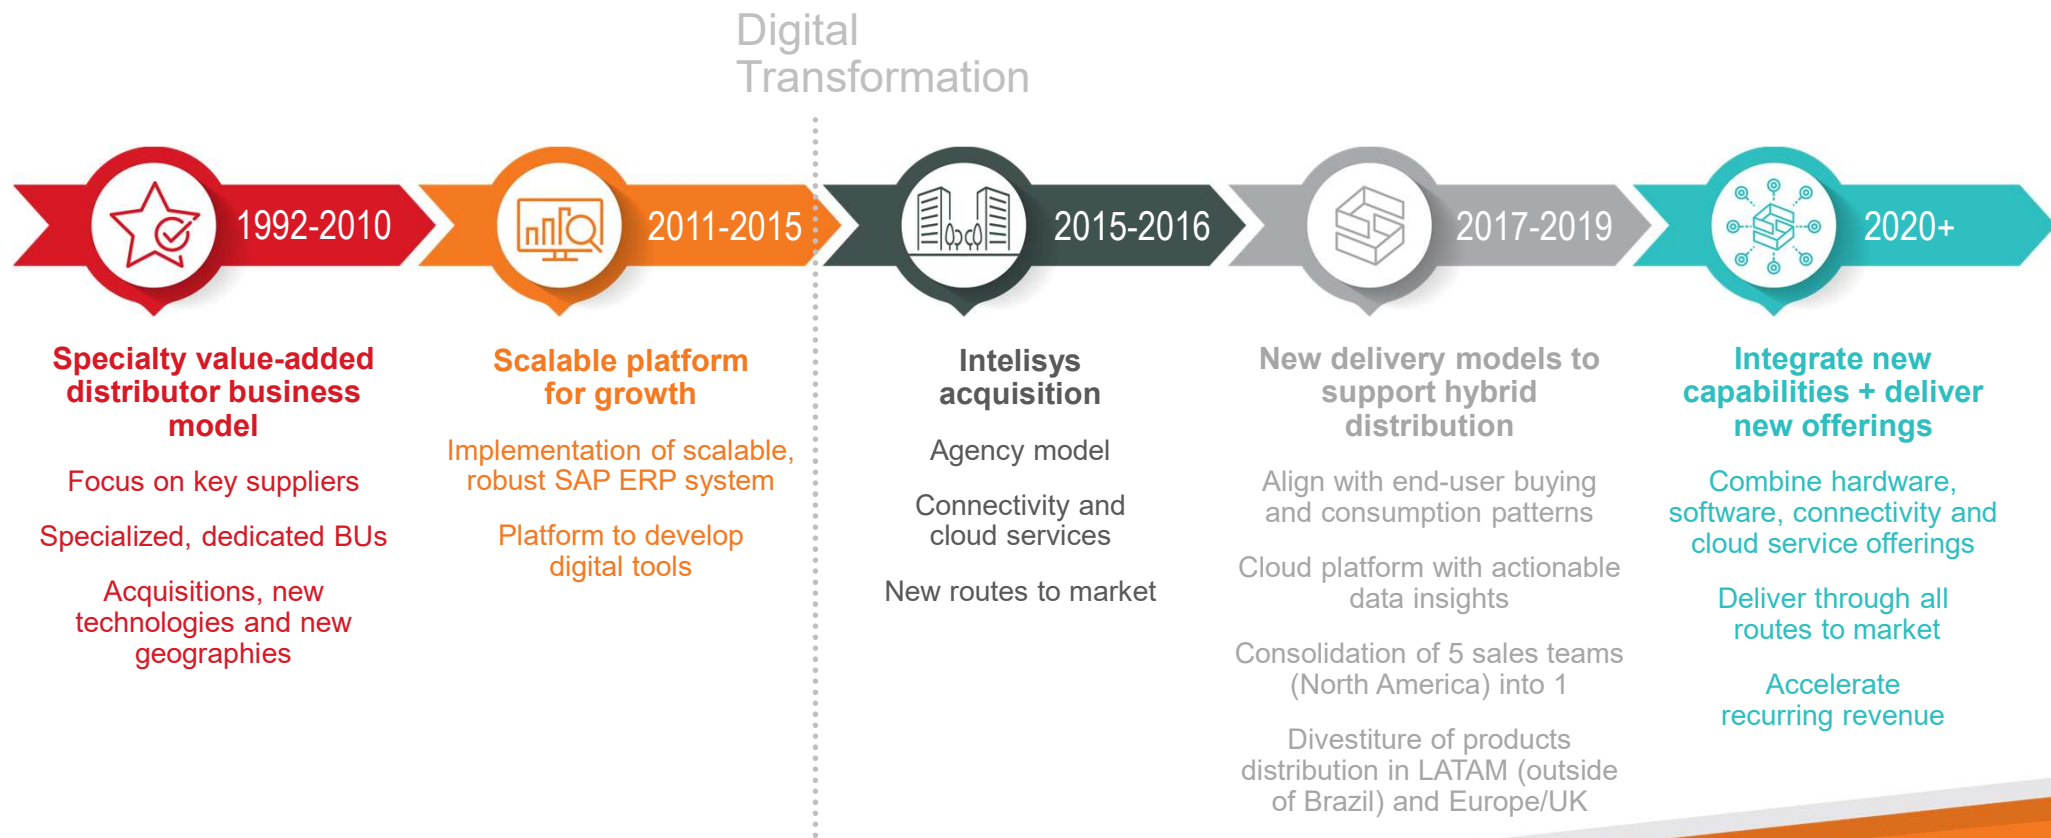 Digital
Transformation
1992-2010
Specialty value-added
distributor business
model
Focus on key suppliers
Specialized, dedicated BUs
Acquisitions, new
technologies and new
geographies
2011-2015
Scalable platform
for growth
Implementation of scalable,
robust SAP ERP system
Platform to develop
digital tools
2015-2016
Intelisys
acquisition
Agency model
Connectivity and
cloud services
New routes to market
2017-2019
New delivery models to
support hybrid
distribution
Align with end-user buying
and consumption patterns
Cloud platform with actionable
data insights
Consolidation of 5 sales teams
(North America) into 1
Divestiture of products
distribution in LATAM (outside
of Brazil) and Europe/UK
2020+
Integrate new
capabilities + deliver
new offerings
Combine hardware,
software, connectivity and
cloud service offerings
Deliver through all
routes to market
Accelerate
recurring revenue